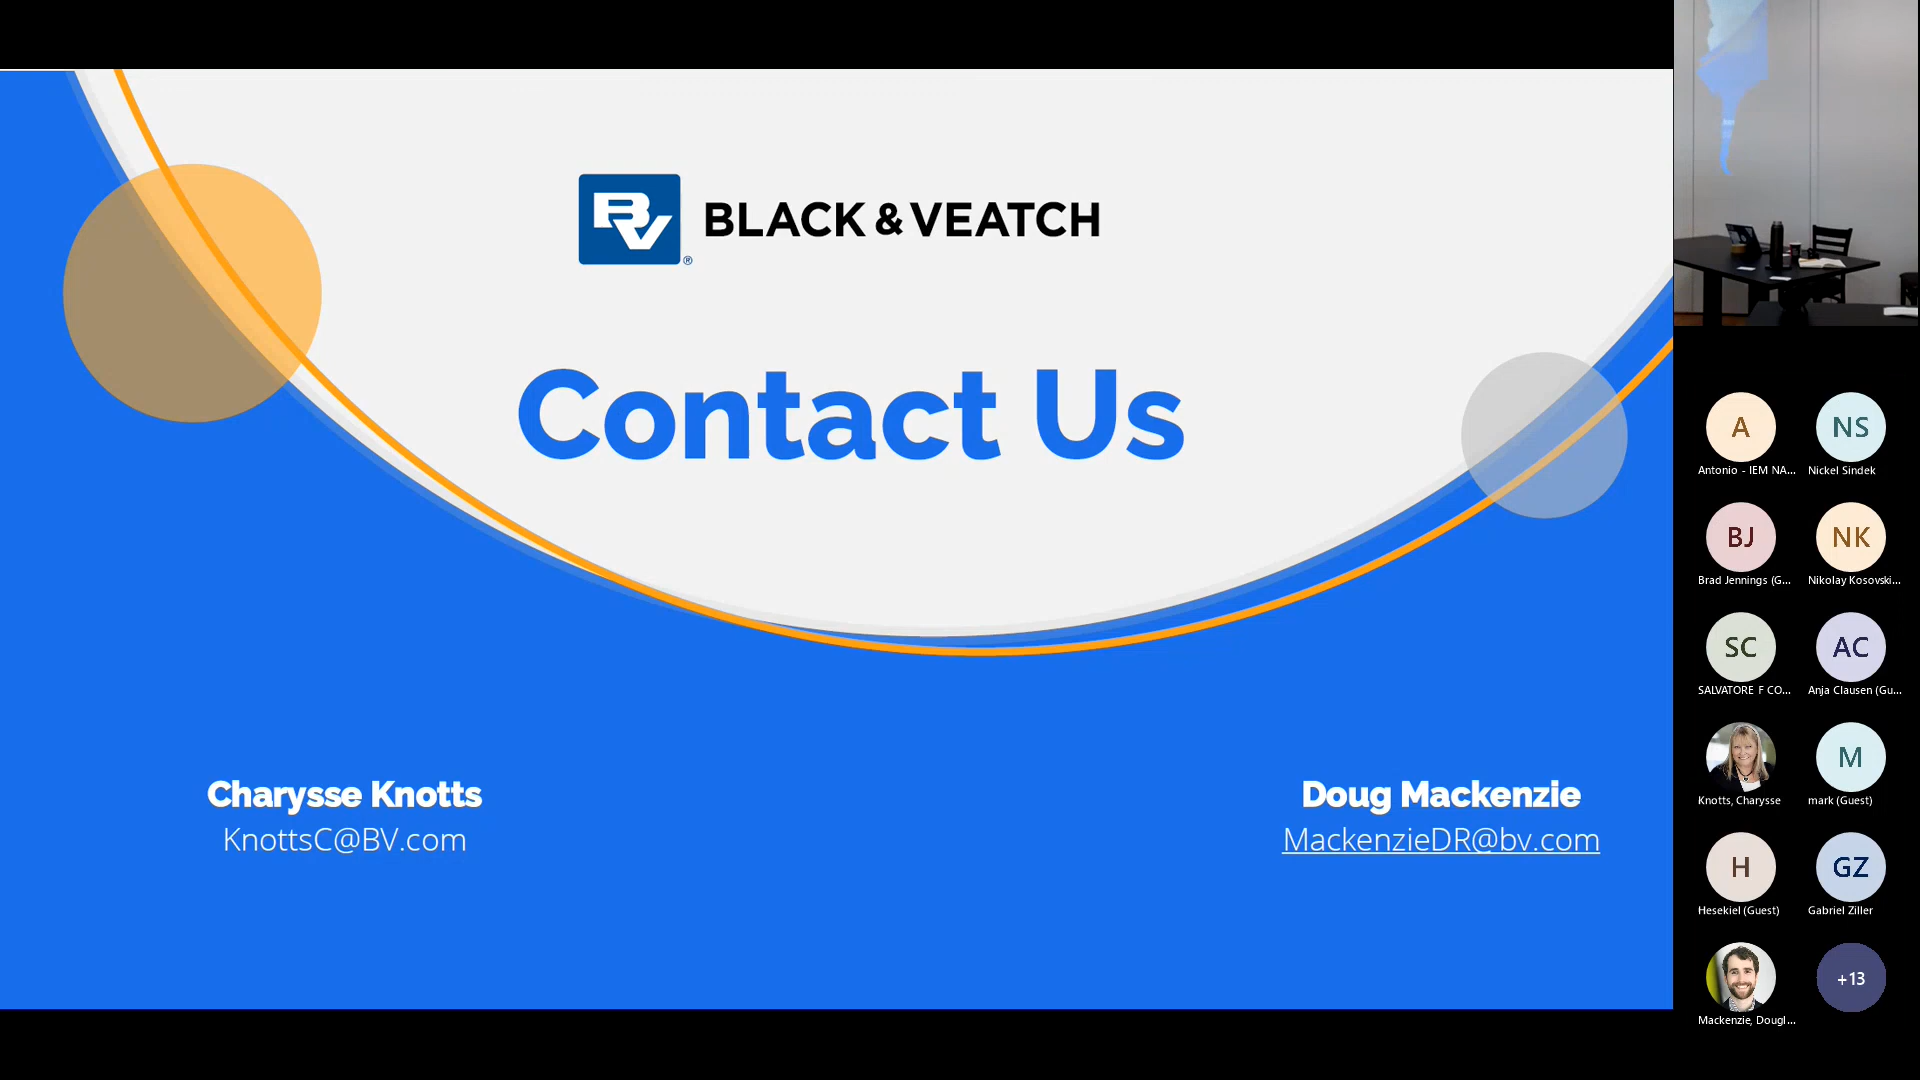 BV
®
BLACK & VEATCH
Contact Us
Charysse Knotts
KnottsC@BV.com
Doug Mackenzie
MackenzieDR@bv.com
A
Antonio - IEM NA...
NS
Nickel Sindek
BJ
Brad Jennings (G...
NK
Nikolay Kosovski...
SC
SALVATORE F CO...
AC
Anja Clausen (Gu...
Knotts, Charysse
M
mark (Guest)
H
Hesekiel (Guest)
GZ
Gabriel Ziller
Mackenzie, Dougl...
+13